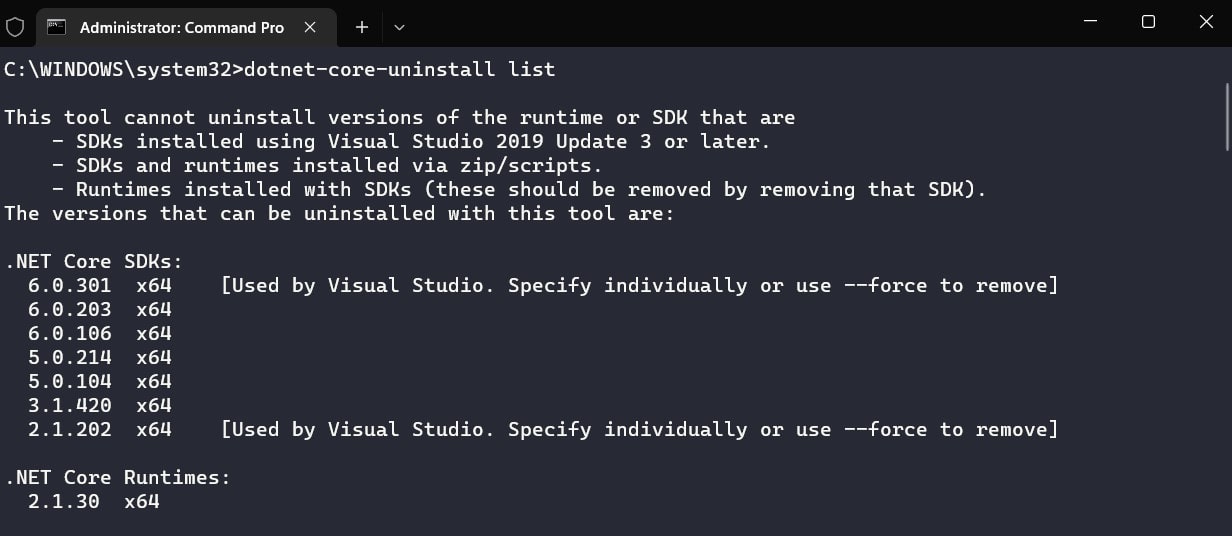 Administrator: Command Pro
C:\WINDOWS\system32>dotnet-core-uninstall list
This tool cannot uninstall versions of the runtime or SDK that are
- SDKs installed using Visual Studio 2019 Update 3 or later.
- SDKs and runtimes installed via zip/scripts.
- Runtimes installed with SDKs (these should be removed by removing that SDK).
The versions that can be uninstalled with this tool are:
.NET Core SDKs:
6.0.301 x64 [Used by Visual Studio. Specify individually or use --force to remove]
6.0.203 x64
6.0.106 x64
5.0.214 x64
5.0.104 x64
3.1.420 x64
2.1.202 x64 [Used by Visual Studio. Specify individually or use --force to remove]
.NET Core Runtimes:
2.1.30 x64